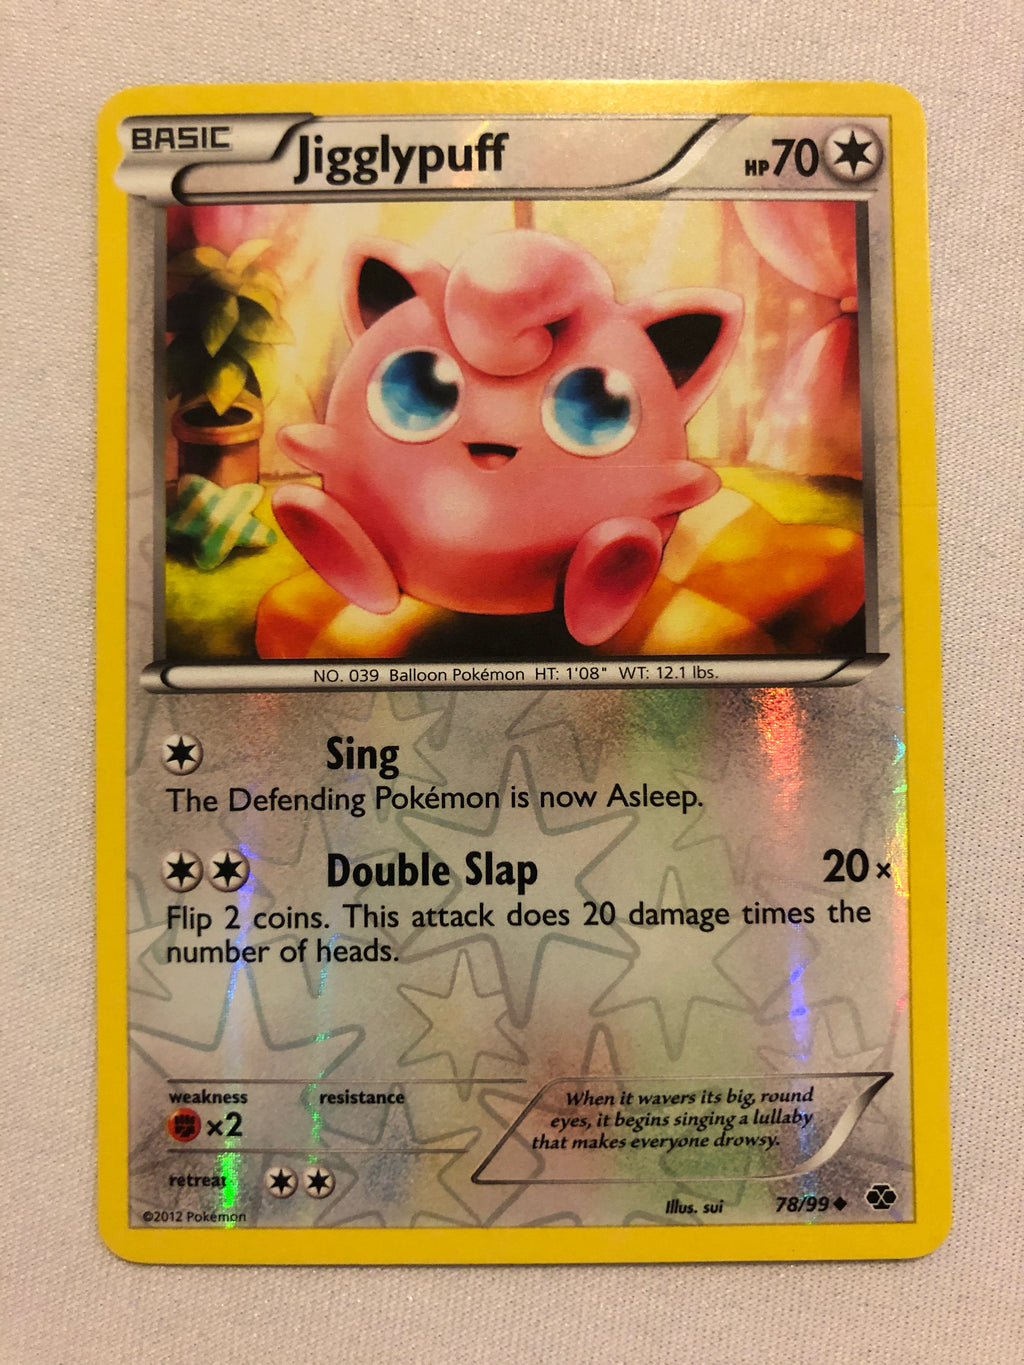 BASIC Jigglypuff HP 70
NO. 039 Balloon Pokémon HT: 1'08" WT: 12.1 lbs.
Sing
The Defending Pokémon is now Asleep.
Double Slap 20×
Flip 2 coins. This attack does 20 damage times the
number of heads.
weakness resistance
×2
When it wavers its big, round
eyes, it begins singing a lullaby
that makes everyone drowsy.
retreat
Illus. sui 78/99
©2012 Pokémon